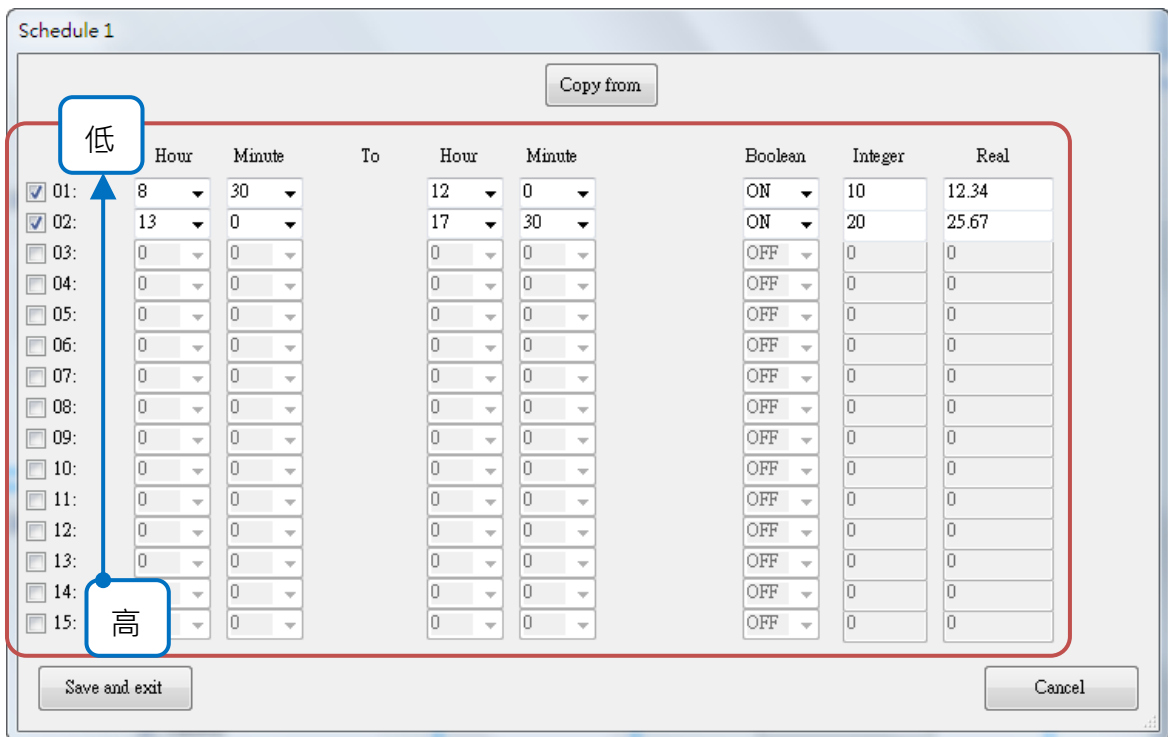 Schedule 1
Copy from
低
Hour Minute To Hour Minute Boolean Integer Real
01: 8 30 12 0 ON 10 12.34
02: 13 0 17 30 ON 20 25.67
03: 0 0 0 0 OFF 0 0
04: 0 0 0 0 OFF 0 0
05: 0 0 0 0 OFF 0 0
06: 0 0 0 0 OFF 0 0
07: 0 0 0 0 OFF 0 0
08: 0 0 0 0 OFF 0 0
09: 0 0 0 0 OFF 0 0
10: 0 0 0 0 OFF 0 0
11: 0 0 0 0 OFF 0 0
12: 0 0 0 0 OFF 0 0
13: 0 0 0 0 OFF 0 0
14: 0 0 0 OFF 0 0
高
15: 0 0 0 OFF 0 0
Save and exit Cancel